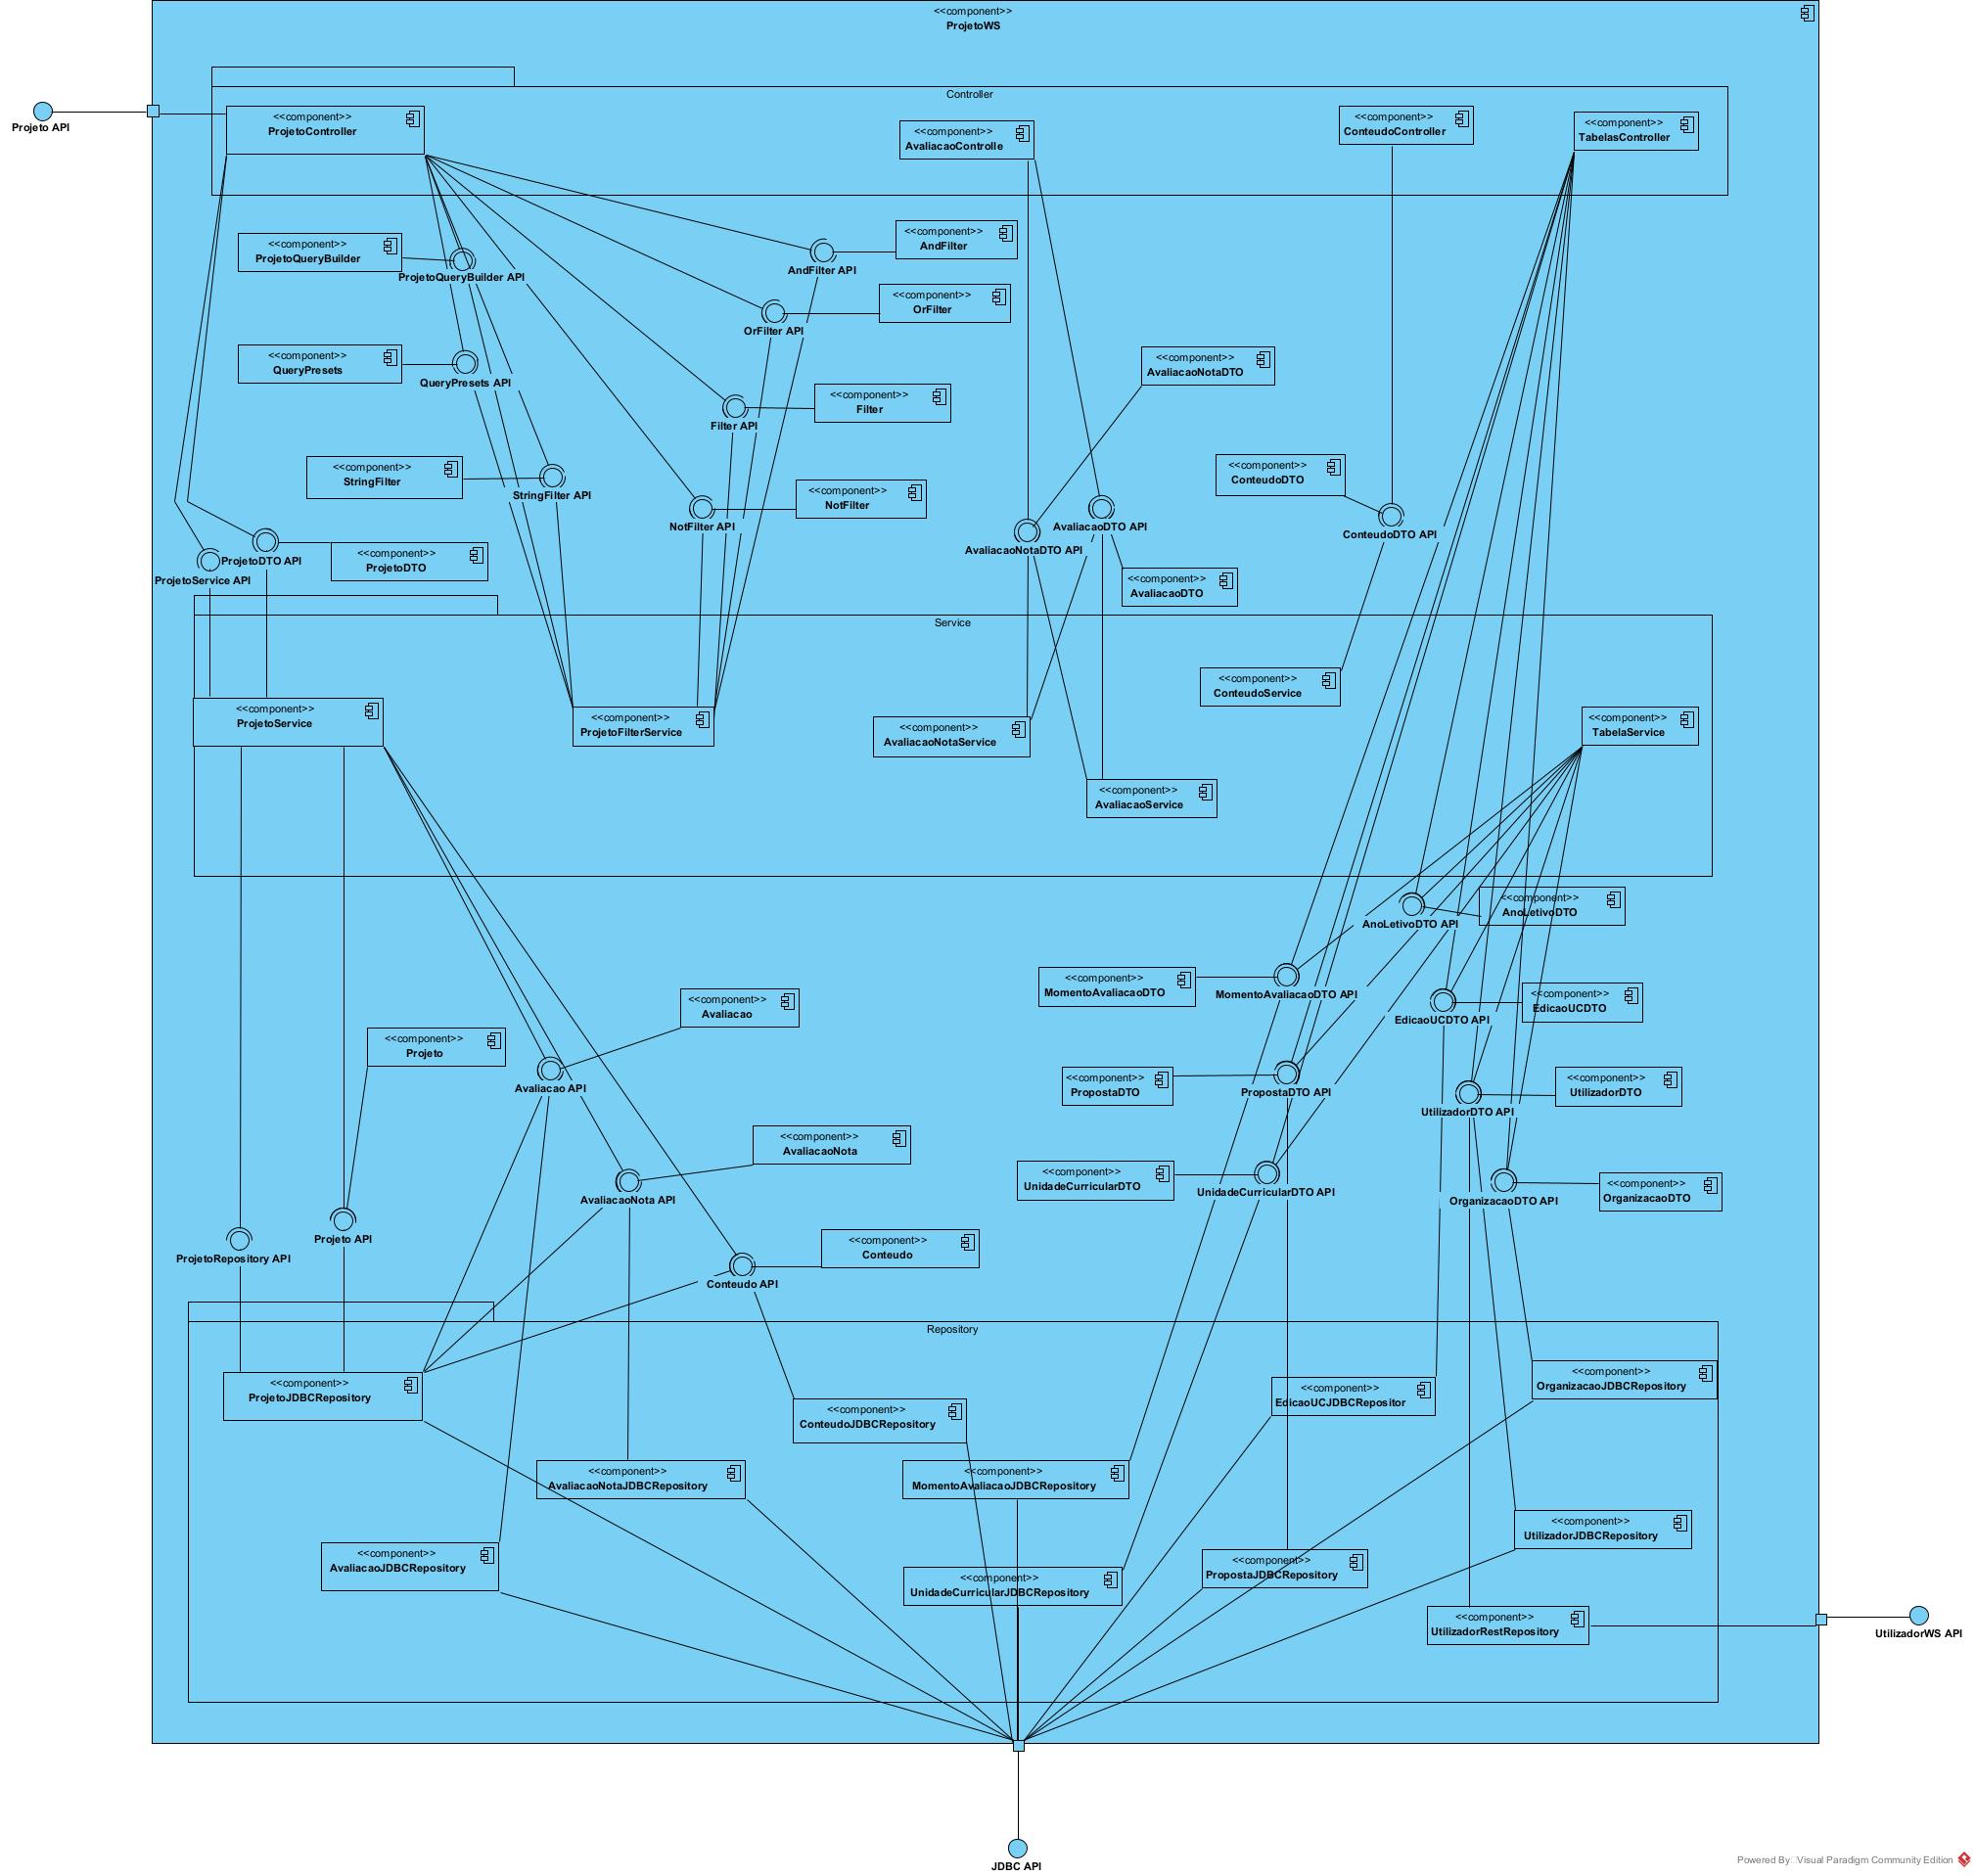 <<component>>
ProjetoWS
Controller
Projeto API
<<component>>
ProjetoController
<<component>>
AvaliacaoControlle
<<component>>
ConteudoController
<<component>>
TabelasController
<<component>>
ProjetoQueryBuilder
ProjetoQueryBuilder API
<<component>>
AndFilter
AndFilter API
<<component>>
OrFilter
OrFilter API
<<component>>
QueryPresets
QueryPresets API
<<component>>
AvaliacaoNotaDTO
<<component>>
Filter
Filter API
<<component>>
StringFilter
StringFilter API
<<component>>
NotFilter
NotFilter API
<<component>>
ConteudoDTO
ConteudoDTO API
AvaliacaoDTO API
AvaliacaoNotaDTO API
ProjetoDTO API
<<component>>
ProjetoDTO
ProjetoService API
<<component>>
AvaliacaoDTO
Service
<<component>>
ConteudoService
<<component>>
ProjetoService
<<component>>
ProjetoFilterService
<<component>>
AvaliacaoNotaService
<<component>>
TabelaService
<<component>>
AvaliacaoService
<<component>>
AnoLetivoDTO
AnoLetivoDTO API
<<component>>
MomentoAvaliacaoDTO
MomentoAvaliacaoDTO API
<<component>>
EdicaoUCDTO
EdicaoUCDTO API
<<component>>
Avaliacao
<<component>>
Projeto
Avaliacao API
<<component>>
PropostaDTO
PropostaDTO API
<<component>>
UtilizadorDTO
UtilizadorDTO API
<<component>>
AvaliacaoNota
AvaliacaoNota API
<<component>>
UnidadeCurricularDTO
UnidadeCurricularDTO API
<<component>>
OrganizacaoDTO
OrganizacaoDTO API
Projeto API
ProjetoRepository API
<<component>>
Conteudo
Conteudo API
Repository
<<component>>
ProjetoJDBCRepository
<<component>>
ConteudoJDBCRepository
<<component>>
EdicaoUCJDBCRepositor
<<component>>
OrganizacaoJDBCRepository
<<component>>
AvaliacaoNotaJDBCRepository
<<component>>
MomentoAvaliacaoJDBCRepository
<<component>>
UtilizadorJDBCRepository
<<component>>
AvaliacaoJDBCRepository
<<component>>
UnidadeCurricularJDBCRepository
<<component>>
PropostaJDBCRepository
<<component>>
UtilizadorRestRepository
UtilizadorWS API
JDBC API
Powered By Visual Paradigm Community Edition